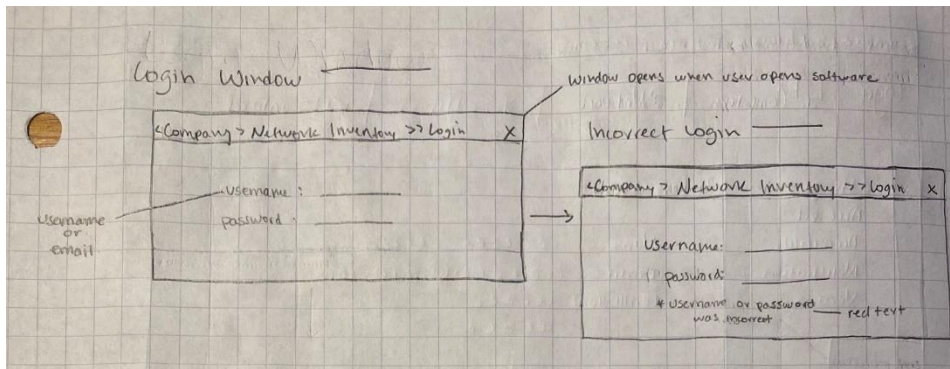 Login Window
window opens when user opens software
<Company> Network Inventory >> Login X
username :
password :
username
or
email
Incorrect Login
<Company> Network Inventory >> Login X
username:
password:
* username or password
was incorrect
red text